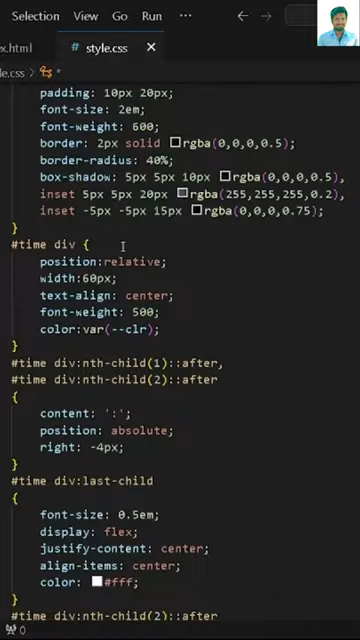 Selection View Go Run ...
ex.html style.css
le.css *
padding: 10px 20px;
font-size: 2em;
font-weight: 600;
border: 2px solid rgba(0,0,0,0.5);
border-radius: 40%;
box-shadow: 5px 5px 10px rgba(0,0,0,0.5),
inset 5px 5px 20px rgba(255,255,255,0.2),
inset -5px -5px 15px rgba(0,0,0,0.75);
}
#time div {
position:relative;
width:60px;
text-align: center;
font-weight: 500;
color:var(--clr);
}
#time div:nth-child(1)::after,
#time div:nth-child(2)::after
{
content: ':';
position: absolute;
right: -4px;
}
#time div:last-child
{
font-size: 0.5em;
display: flex;
justify-content: center;
align-items: center;
color: #fff;
}
#time div:nth-child(2)::after
0